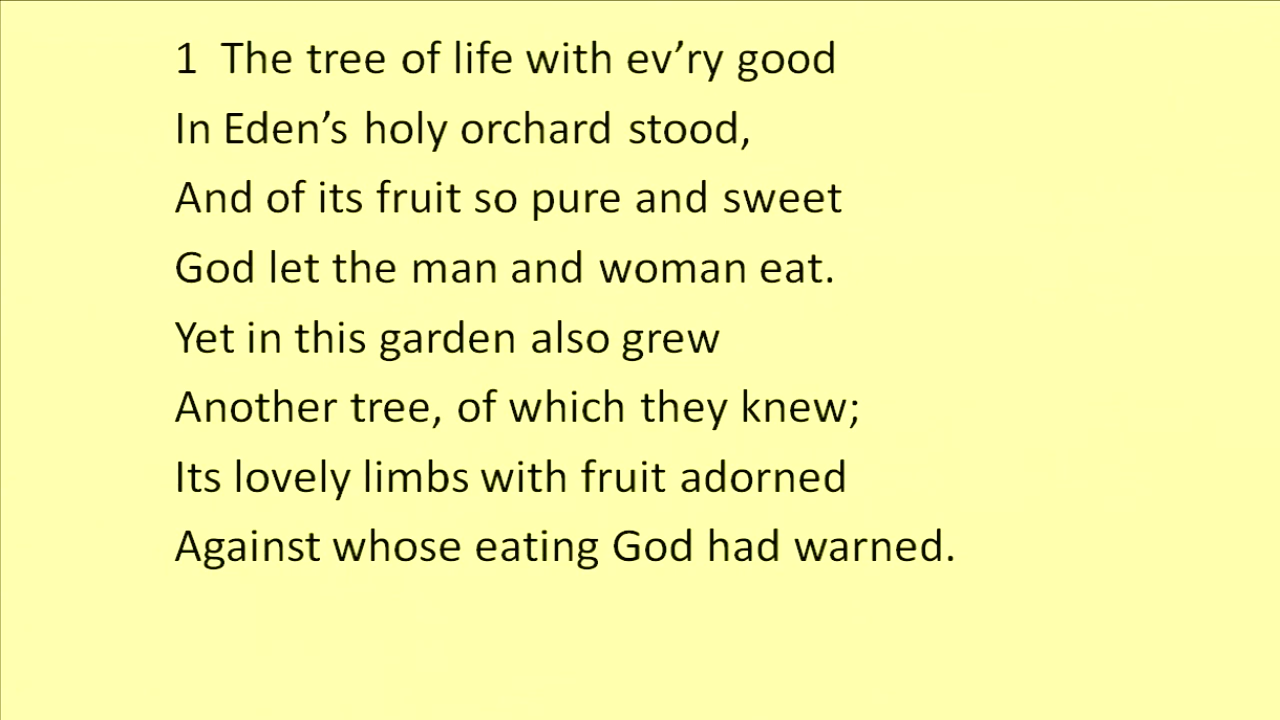 1  The tree of life with ev’ry good
In Eden’s holy orchard stood,
And of its fruit so pure and sweet
God let the man and woman eat.
Yet in this garden also grew
Another tree, of which they knew;
Its lovely limbs with fruit adorned
Against whose eating God had warned.